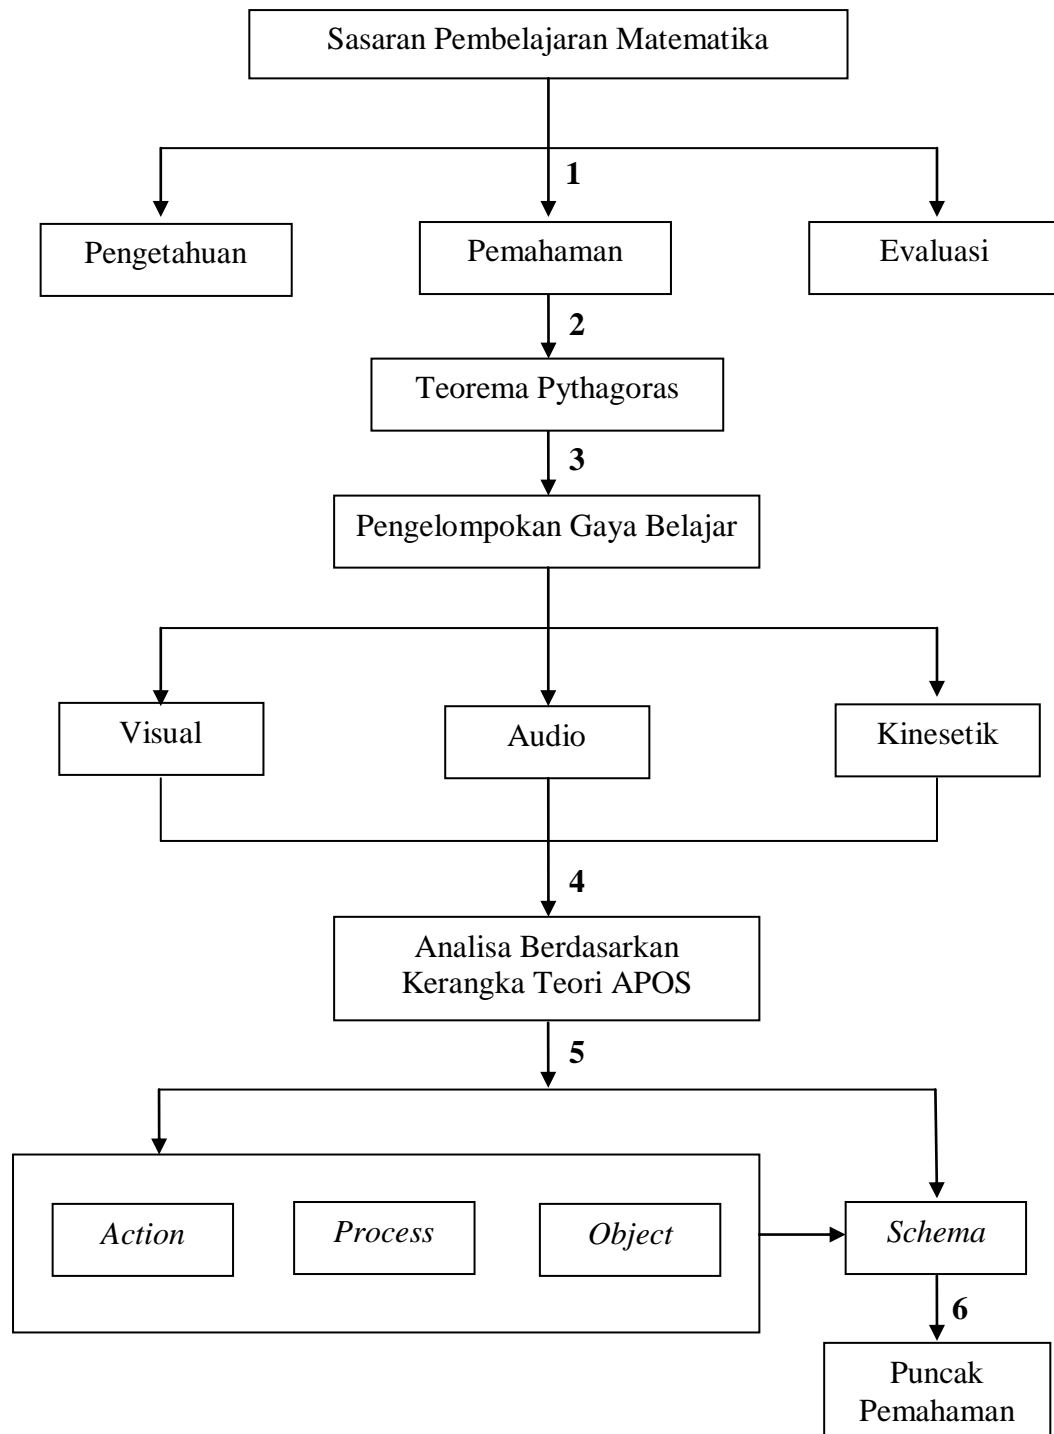 Sasaran Pembelajaran Matematika
1
Pengetahuan
Pemahaman
Evaluasi
2
Teorema Pythagoras
3
Pengelompokan Gaya Belajar
Visual
Audio
Kinesetik
4
Analisa Berdasarkan
Kerangka Teori APOS
5
Action
Process
Object
Schema
6
Puncak
Pemahaman